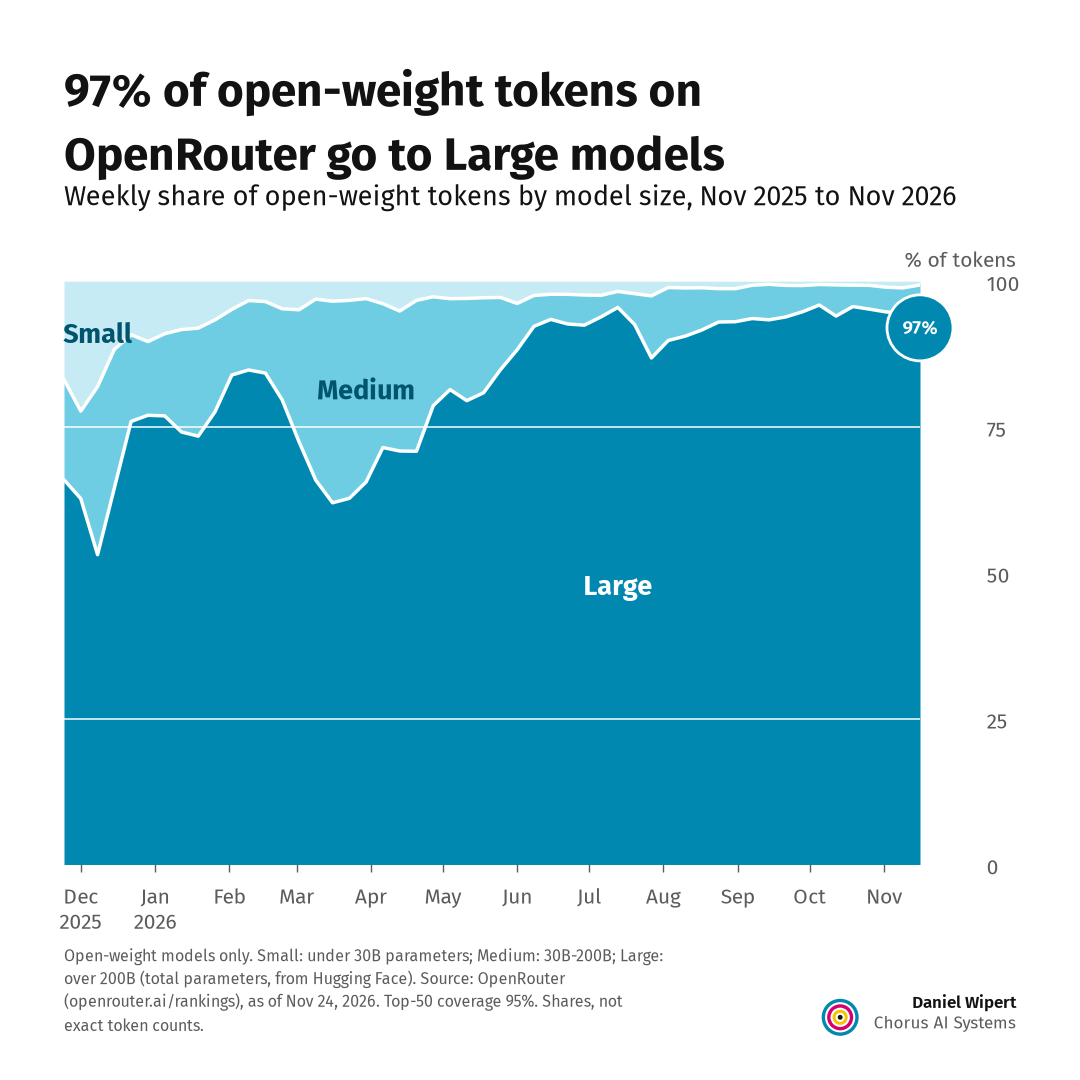 97% of open-weight tokens on
OpenRouter go to Large models
Weekly share of open-weight tokens by model size, Nov 2025 to Nov 2026
% of tokens
100
Small
97%
Medium
75
50
Large
25
0
Dec Jan Feb Mar Apr May Jun Jul Aug Sep Oct Nov
2025 2026
Open-weight models only. Small: under 30B parameters; Medium: 30B-200B; Large:
over 200B (total parameters, from Hugging Face). Source: OpenRouter
(openrouter.ai/rankings), as of Nov 24, 2026. Top-50 coverage 95%. Shares, not
exact token counts.
Daniel Wipert
Chorus AI Systems